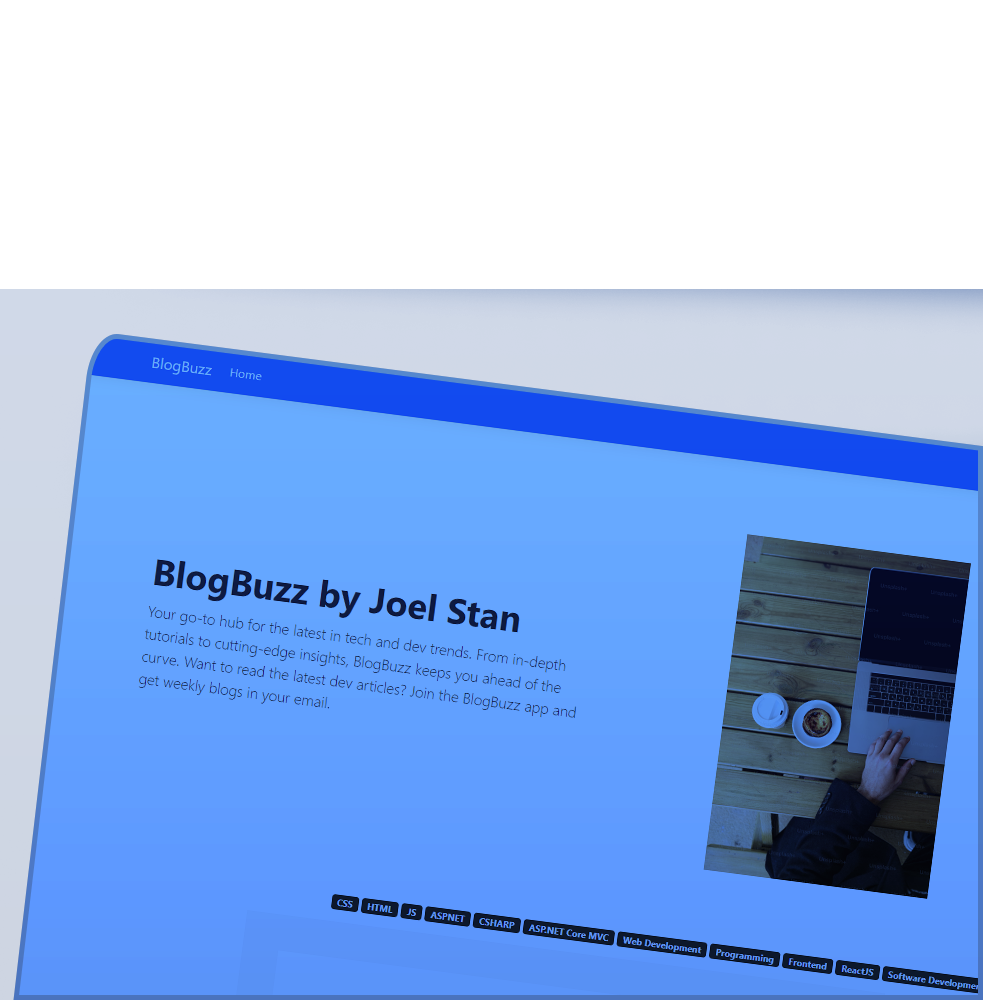 BlogBuzz Home
BlogBuzz by Joel Stan
Your go-to hub for the latest in tech and dev trends. From in-depth
tutorials to cutting-edge insights, BlogBuzz keeps you ahead of the
curve. Want to read the latest dev articles? Join the BlogBuzz app and
get weekly blogs in your email.
CSS HTML JS ASPNET CSHARP ASP.NET Core MVC Web Development Programming Frontend ReactJS Software